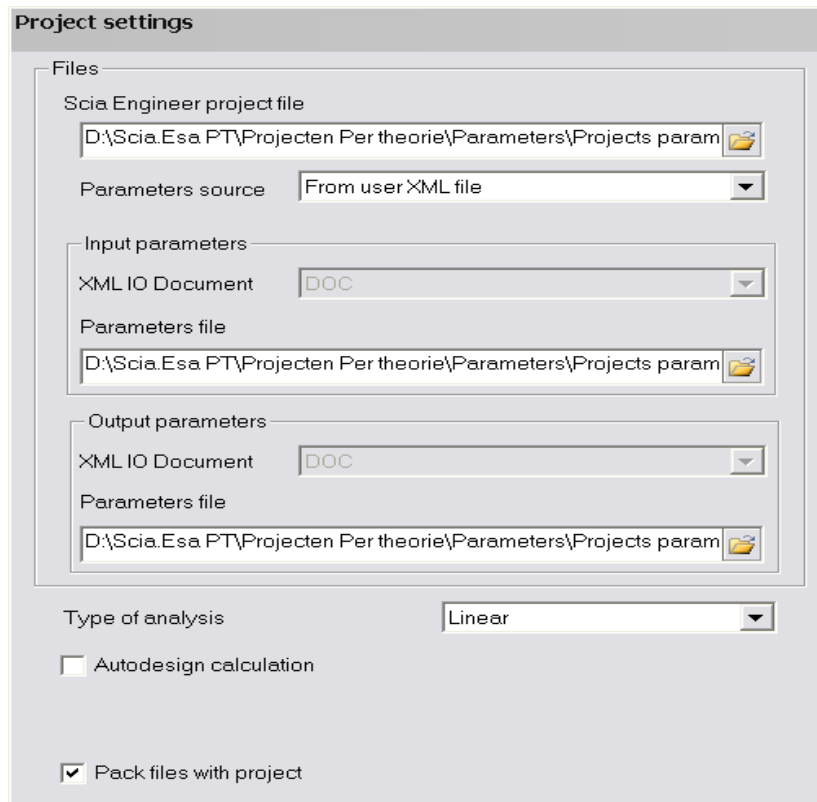 Project settings
Files
Scia Engineer project file
D:\Scia.Esa PT\Projecten Per theorie\Parameters\Projects param
Parameters source From user XML file
Input parameters
XML IO Document DOC
Parameters file
D:\Scia.Esa PT\Projecten Per theorie\Parameters\Projects param
Output parameters
XML IO Document DOC
Parameters file
D:\Scia.Esa PT\Projecten Per theorie\Parameters\Projects param
Type of analysis Linear
Autodesign calculation
Pack files with project